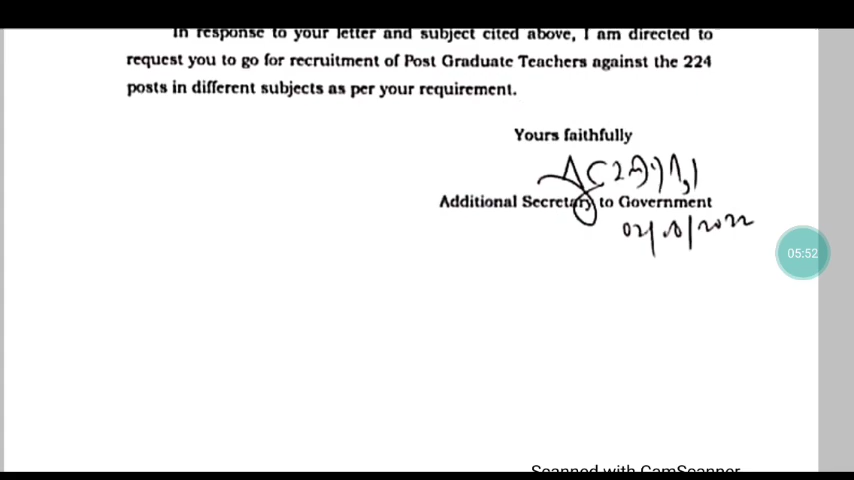 In response to your letter and subject cited above, I am directed to
request you to go for recruitment of Post Graduate Teachers against the 224
posts in different subjects as per your requirement.
Yours faithfully
Additional Secretary to Government
05:52
Scanned with CamScanner